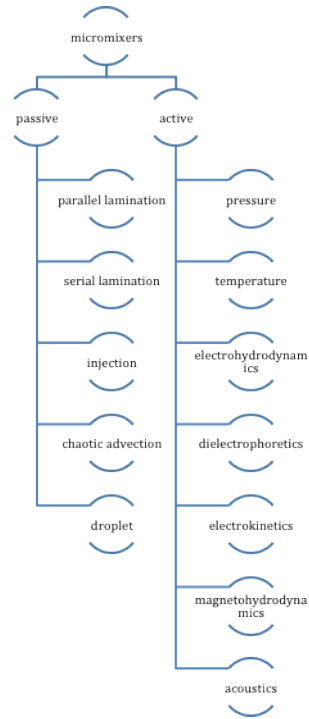 micromixers
passive
active
parallel lamination
serial lamination
injection
chaotic advection
droplet
pressure
temperature
electrohydrodynam
ics
dielectrophoretics
electrokinetics
magnetohydrodyna
mics
acoustics